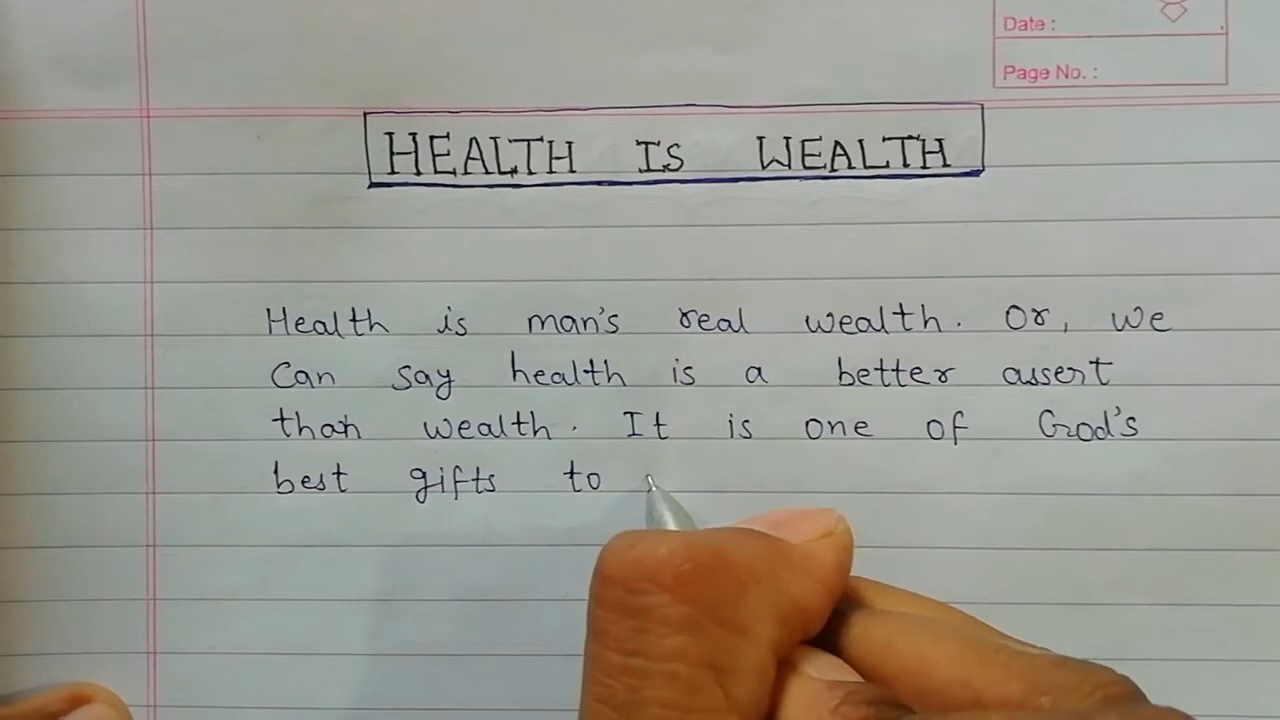 Date :
Page No. :
HEALTH IS WEALTH
Health is man's real wealth. Or, we
can say health is a better assert
than wealth. It is one of God's
best gifts to